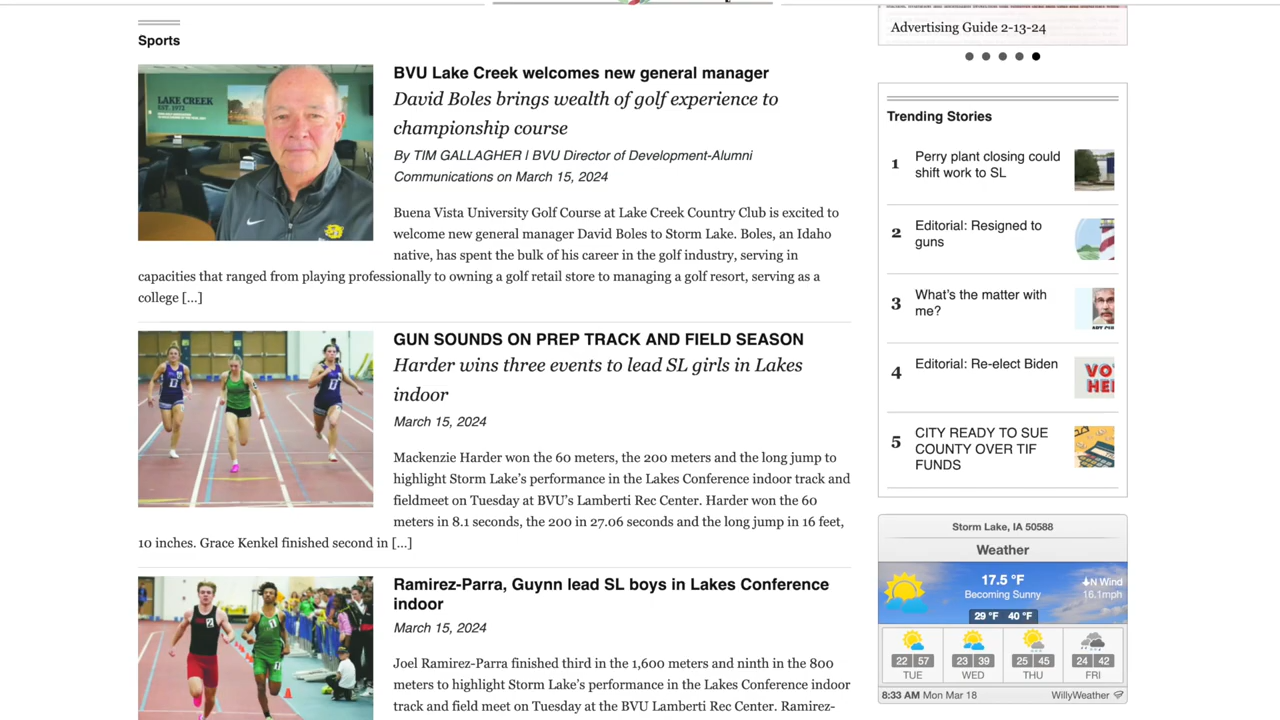 Sports
LAKE CREEK
EST. 1973
BVU Lake Creek welcomes new general manager
David Boles brings wealth of golf experience to
championship course
By TIM GALLAGHER | BVU Director of Development-Alumni
Communications on March 15, 2024
Buena Vista University Golf Course at Lake Creek Country Club is excited to
welcome new general manager David Boles to Storm Lake. Boles, an Idaho
native, has spent the bulk of his career in the golf industry, serving in
capacities that ranged from playing professionally to owning a golf retail store to managing a golf resort, serving as a
college [...]
GUN SOUNDS ON PREP TRACK AND FIELD SEASON
Harder wins three events to lead SL girls in Lakes
indoor
March 15, 2024
Mackenzie Harder won the 60 meters, the 200 meters and the long jump to
highlight Storm Lake's performance in the Lakes Conference indoor track and
fieldmeet on Tuesday at BVU's Lamberti Rec Center. Harder won the 60
meters in 8.1 seconds, the 200 in 27.06 seconds and the long jump in 16 feet,
10 inches. Grace Kenkel finished second in [...]
Ramirez-Parra, Guynn lead SL boys in Lakes Conference
indoor
March 15, 2024
Joel Ramirez-Parra finished third in the 1,600 meters and ninth in the 800
meters to highlight Storm Lake's performance in the Lakes Conference indoor
track and field meet on Tuesday at the BVU Lamberti Rec Center. Ramirez-
Advertising Guide 2-13-24
Trending Stories
1 Perry plant closing could
shift work to SL
2 Editorial: Resigned to
guns
3 What's the matter with
me?
4 Editorial: Re-elect Biden
VO
HE
5 CITY READY TO SUE
COUNTY OVER TIF
FUNDS
Storm Lake, IA 50588
Weather
17.5 °F
Becoming Sunny
N Wind
16.1mph
29 °F 40 °F
22 57 23 39 25 45 24 42
TUE WED THU FRI
8:33 AM Mon Mar 18 WillyWeather